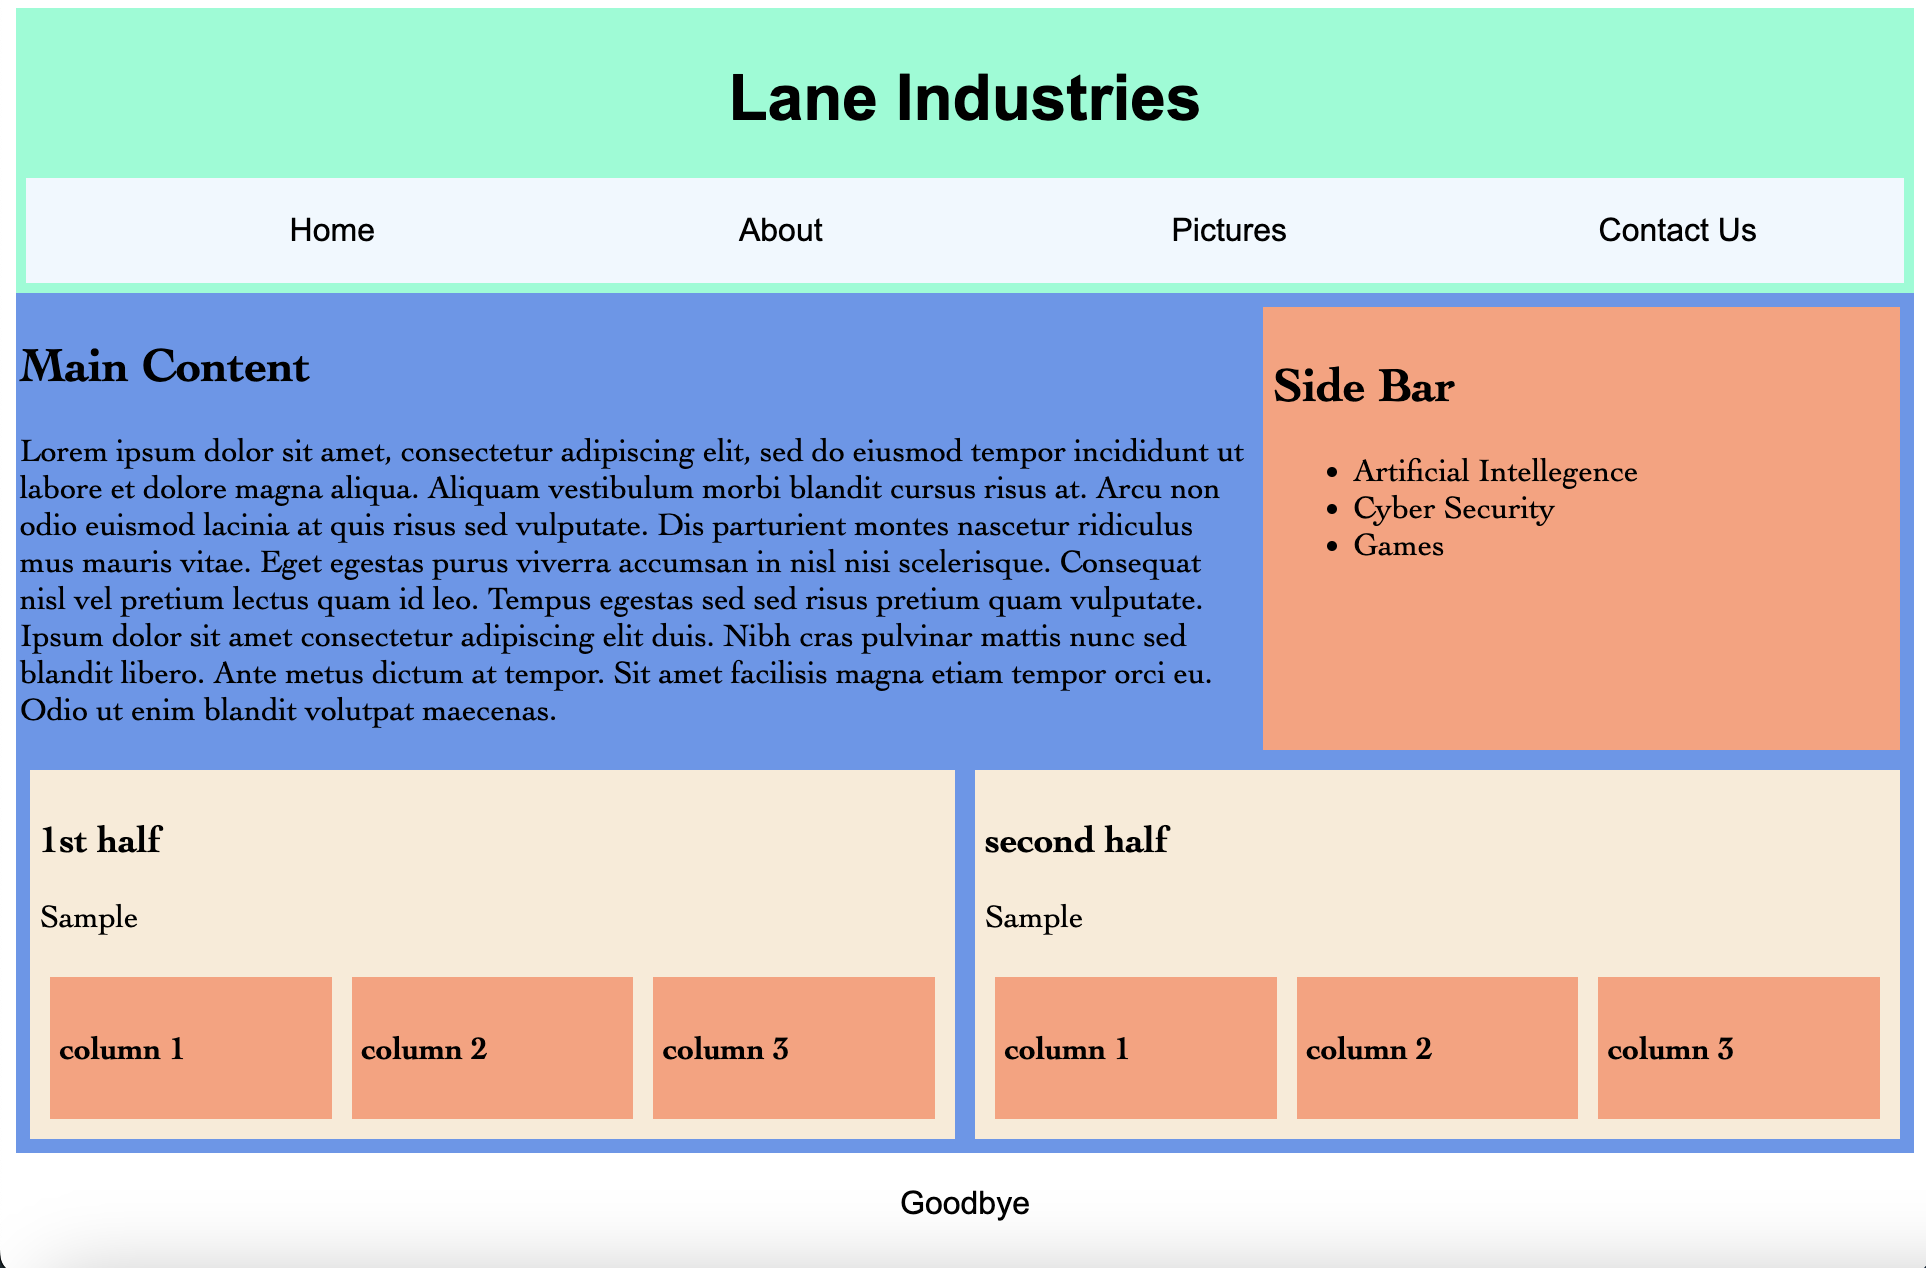 Lane Industries
Home About Pictures Contact Us
Main Content
Lorem ipsum dolor sit amet, consectetur adipiscing elit, sed do eiusmod tempor incididunt ut
labore et dolore magna aliqua. Aliquam vestibulum morbi blandit cursus risus at. Arcu non
odio euismod lacinia at quis risus sed vulputate. Dis parturient montes nascetur ridiculus
mus mauris vitae. Eget egestas purus viverra accumsan in nisl nisi scelerisque. Consequat
nisl vel pretium lectus quam id leo. Tempus egestas sed sed risus pretium quam vulputate.
Ipsum dolor sit amet consectetur adipiscing elit duis. Nibh cras pulvinar mattis nunc sed
blandit libero. Ante metus dictum at tempor. Sit amet facilisis magna etiam tempor orci eu.
Odio ut enim blandit volutpat maecenas.
Side Bar
• Artificial Intellegence
• Cyber Security
• Games
1st half
Sample
column 1 column 2 column 3
second half
Sample
column 1 column 2 column 3
Goodbye